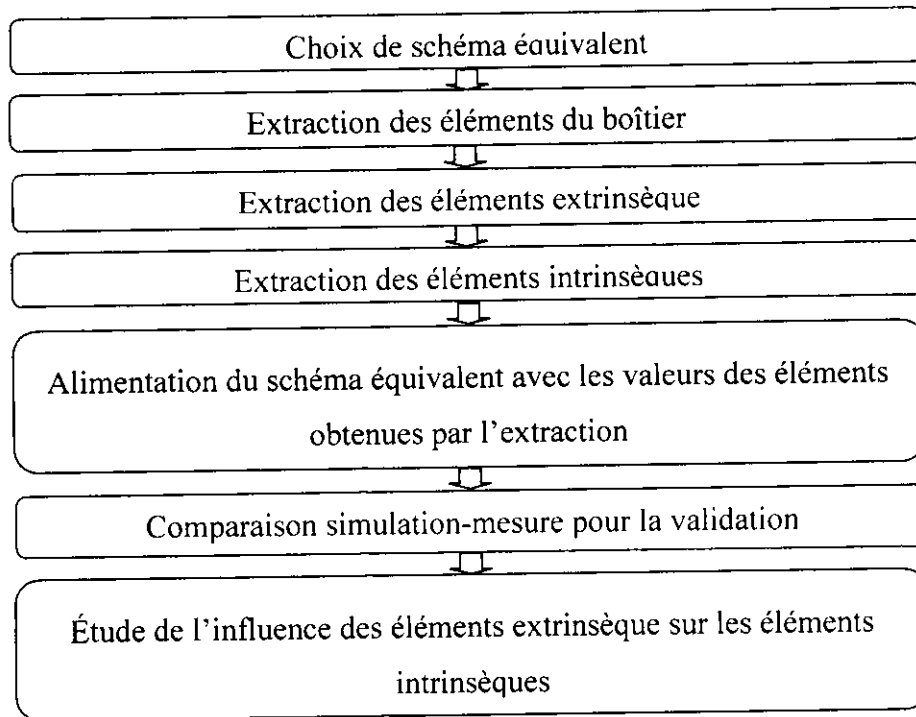 Choix de schéma équivalent
Extraction des éléments du boîtier
Extraction des éléments extrinsèque
Extraction des éléments intrinsèques
Alimentation du schéma équivalent avec les valeurs des éléments
obtenues par l'extraction
Comparaison simulation-mesure pour la validation
Étude de l'influence des éléments extrinsèque sur les éléments
intrinsèques